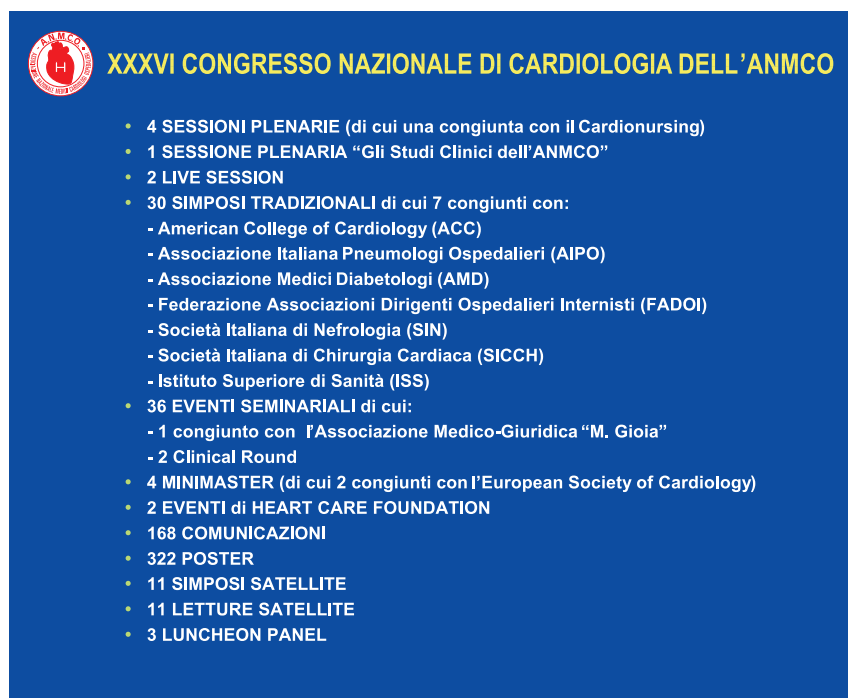 A.N.M.C.O.
H
XXXVI CONGRESSO NAZIONALE DI CARDIOLOGIA DELL'ANMCO
• 4 SESSIONI PLENARIE (di cui una congiunta con il Cardionursing)
• 1 SESSIONE PLENARIA “Gli Studi Clinici dell'ANMCO”
• 2 LIVE SESSION
• 30 SIMPOSI TRADIZIONALI di cui 7 congiunti con:
- American College of Cardiology (ACC)
- Associazione Italiana Pneumologi Ospedalieri (AIPO)
- Associazione Medici Diabetologi (AMD)
- Federazione Associazioni Dirigenti Ospedalieri Internisti (FADOI)
- Società Italiana di Nefrologia (SIN)
- Società Italiana di Chirurgia Cardiaca (SICCH)
- Istituto Superiore di Sanità (ISS)
• 36 EVENTI SEMINARIALI di cui:
- 1 congiunto con l'Associazione Medico-Giuridica “M. Gioia”
- 2 Clinical Round
• 4 MINIMASTER (di cui 2 congiunti con l'European Society of Cardiology)
• 2 EVENTI di HEART CARE FOUNDATION
• 168 COMUNICAZIONI
• 322 POSTER
• 11 SIMPOSI SATELLITE
• 11 LETTURE SATELLITE
• 3 LUNCHEON PANEL